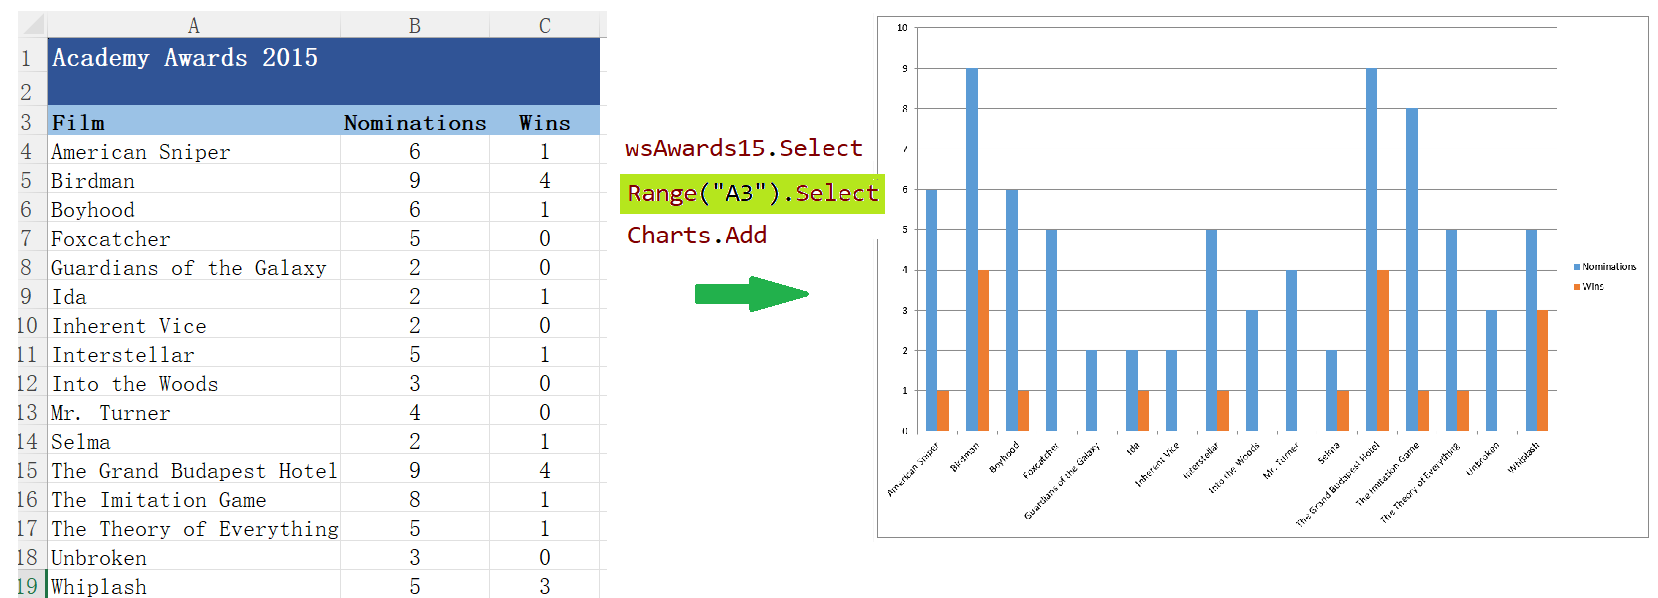 A B C
1 Academy Awards 2015
2
3 Film Nominations Wins
4 American Sniper 6 1
5 Birdman 9 4
6 Boyhood 6 1
7 Foxcatcher 5 0
8 Guardians of the Galaxy 2 0
9 Ida 2 1
10 Inherent Vice 2 0
11 Interstellar 5 1
12 Into the Woods 3 0
13 Mr. Turner 4 0
14 Selma 2 1
15 The Grand Budapest Hotel 9 4
16 The Imitation Game 8 1
17 The Theory of Everything 5 1
18 Unbroken 3 0
19 Whiplash 5 3
wsAwards15.Select
Range("A3").Select
Charts.Add
10
9
8
7
6
5
4
3
2
1
0
American Sniper
Birdman
Boyhood
Foxcatcher
Guardians of the Galaxy
Ida
Inherent Vice
Interstellar
Into the Woods
Mr. Turner
Selma
The Grand Budapest Hotel
The Imitation Game
The Theory of Everything
Unbroken
Whiplash
Nominations
Wins